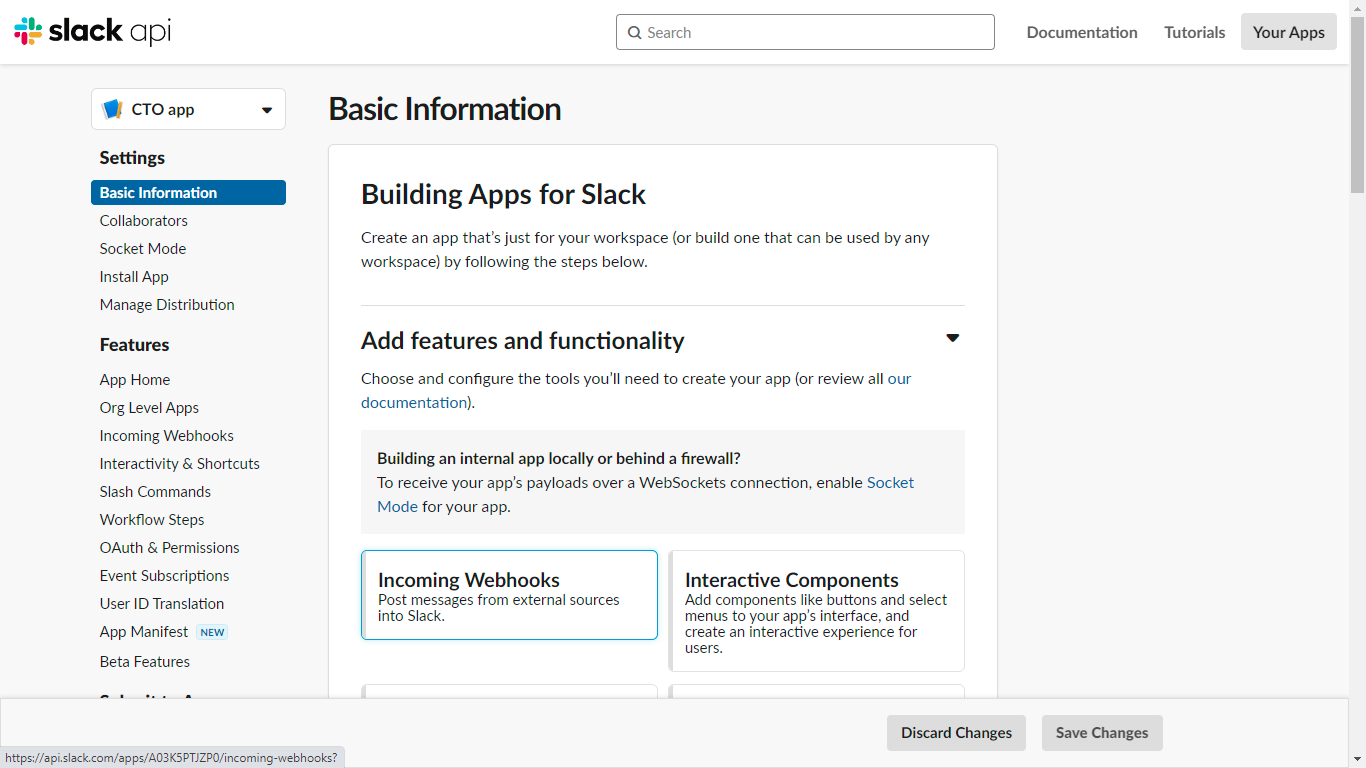 slack api
Search
Documentation
Tutorials
Your Apps
CTO app
Settings
Basic Information
Collaborators
Socket Mode
Install App
Manage Distribution
Features
App Home
Org Level Apps
Incoming Webhooks
Interactivity & Shortcuts
Slash Commands
Workflow Steps
OAuth & Permissions
Event Subscriptions
User ID Translation
App Manifest NEW
Beta Features
Basic Information
Building Apps for Slack
Create an app that’s just for your workspace (or build one that can be used by any
workspace) by following the steps below.
Add features and functionality
Choose and configure the tools you’ll need to create your app (or review all our
documentation).
Building an internal app locally or behind a firewall?
To receive your app’s payloads over a WebSockets connection, enable Socket
Mode for your app.
Incoming Webhooks
Post messages from external sources
into Slack.
Interactive Components
Add components like buttons and select
menus to your app’s interface, and
create an interactive experience for
users.
Discard Changes
Save Changes
https://api.slack.com/apps/A03K5PTJZP0/incoming-webhooks?